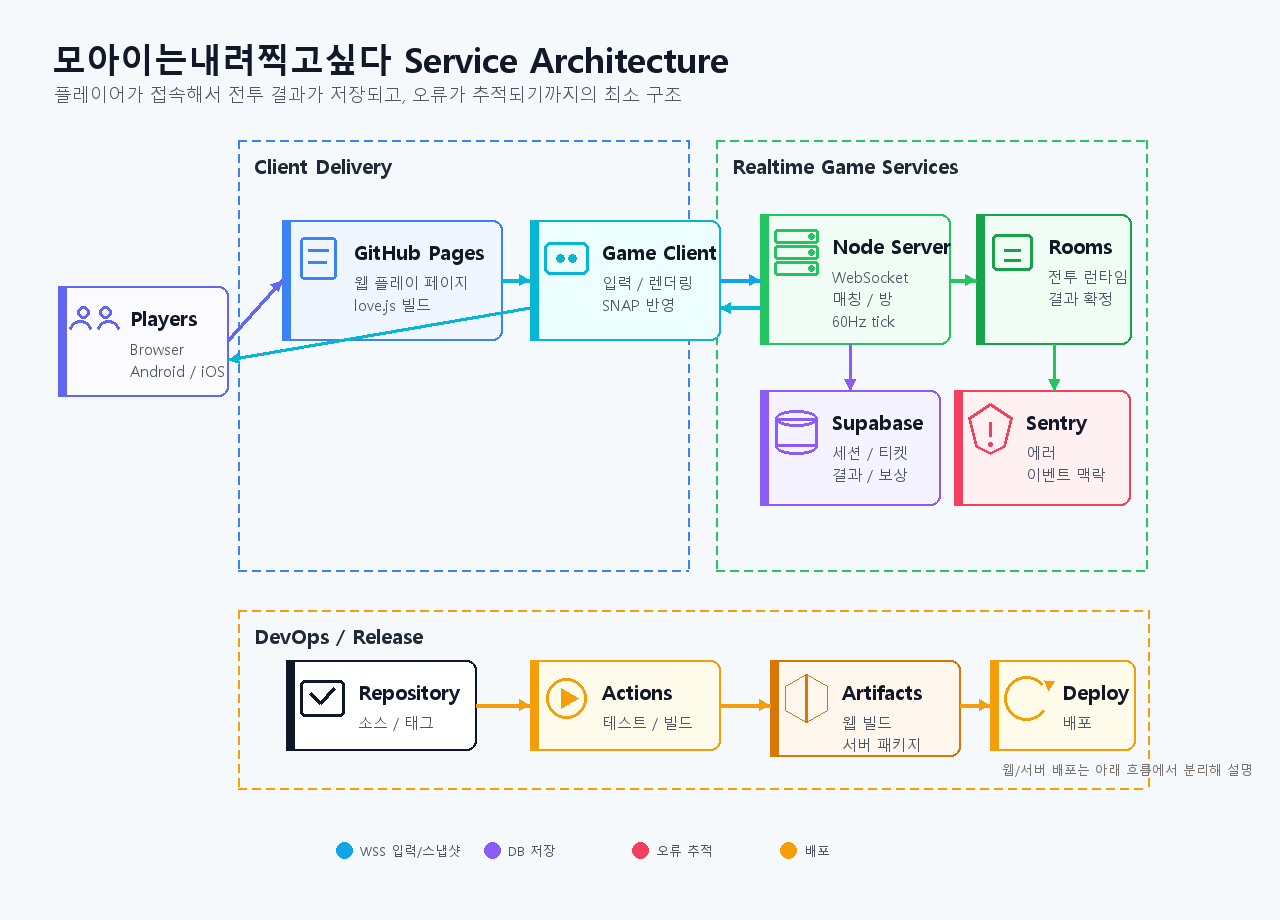 모아이는내려찍고싶다 Service Architecture
플레이어가 접속해서 전투 결과가 저장되고, 오류가 추적되기까지의 최소 구조
Client Delivery
GitHub Pages
웹 플레이 페이지
love.js 빌드
Game Client
입력 / 렌더링
SNAP 반영
Players
Browser
Android / iOS
Realtime Game Services
Node Server
WebSocket
매칭 / 방
60Hz tick
Rooms
전투 런타임
결과 확정
Supabase
세션 / 티켓
결과 / 보상
Sentry
에러
이벤트 맥락
DevOps / Release
Repository
소스 / 태그
Actions
테스트 / 빌드
Artifacts
웹 빌드
서버 패키지
Deploy
배포
웹/서버 배포는 아래 흐름에서 분리해 설명
WSS 입력/스냅샷
DB 저장
오류 추적
배포